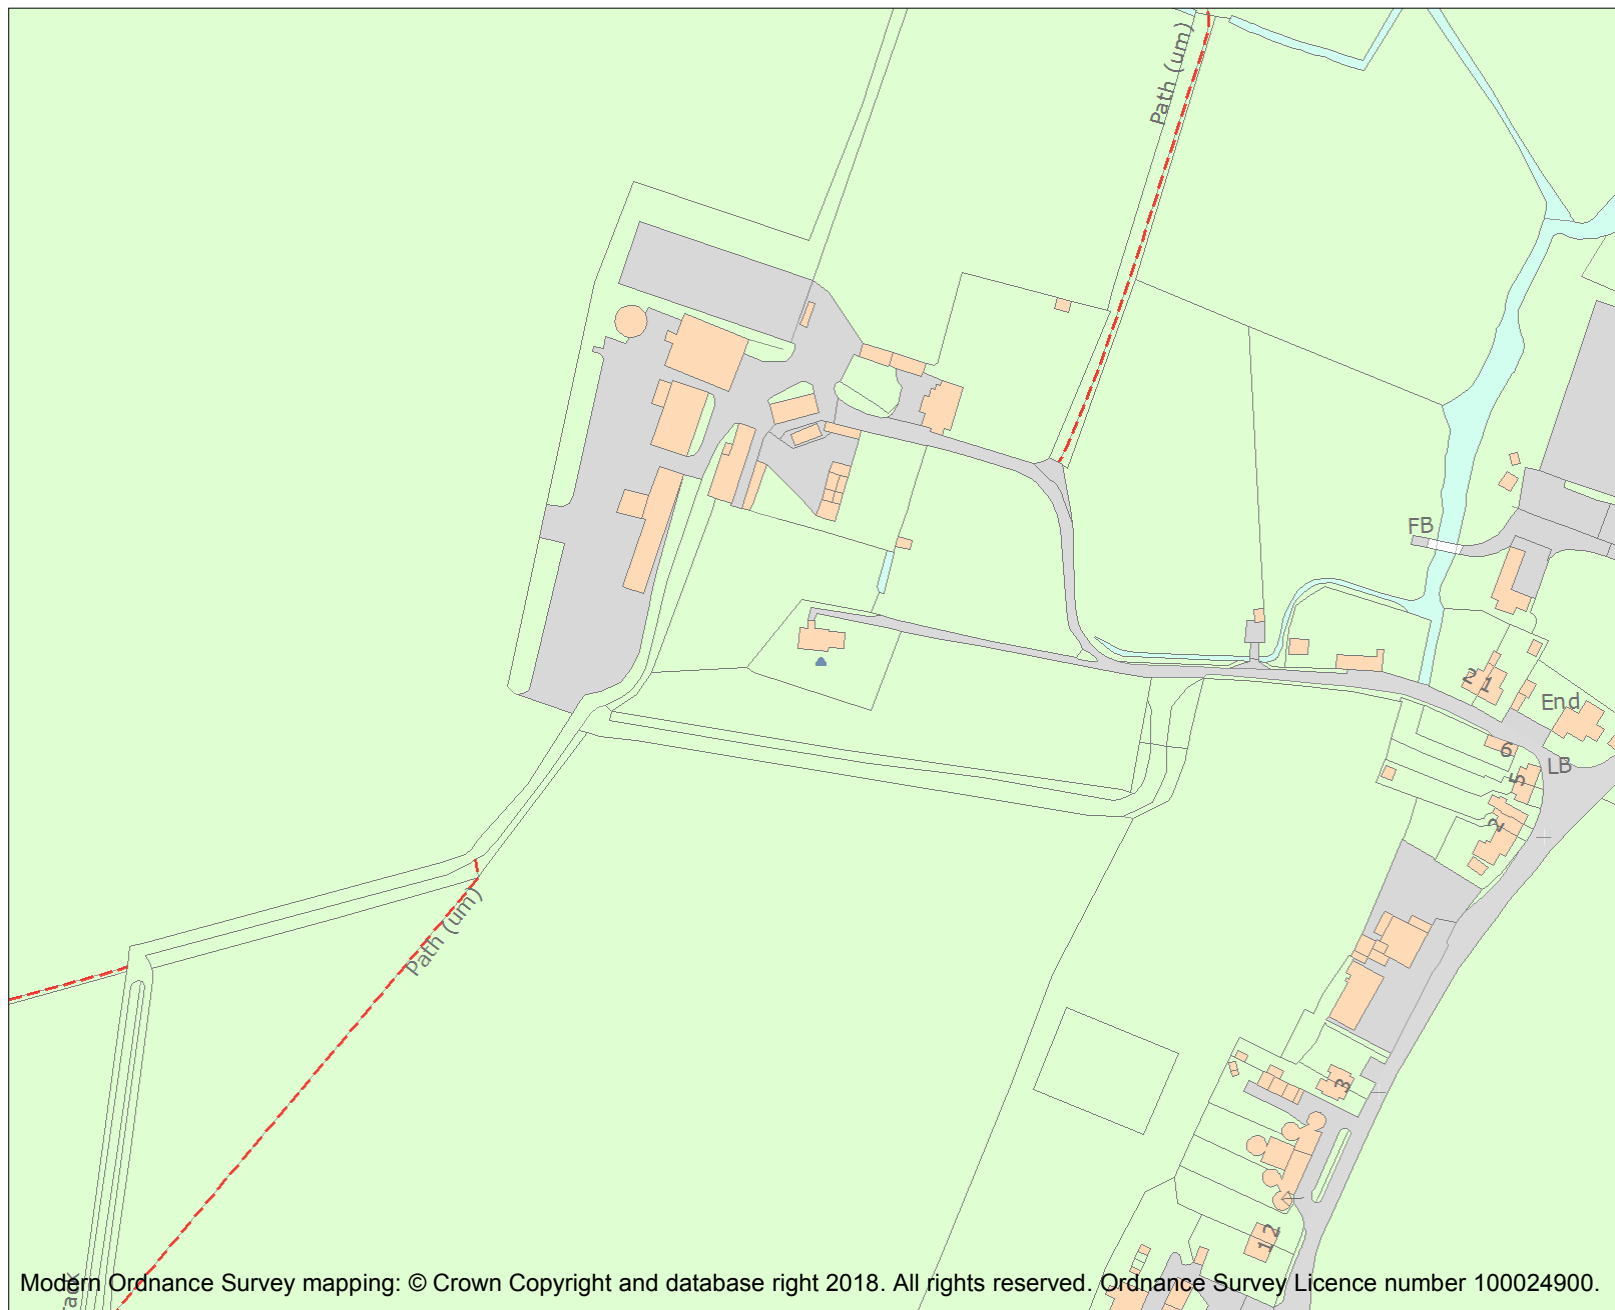 Path (um)
FB
2 1
End
6
LB
5
2
Path (um)
3
12
Modern Ordnance Survey mapping: © Crown Copyright and database right 2018. All rights reserved. Ordnance Survey Licence number 100024900.